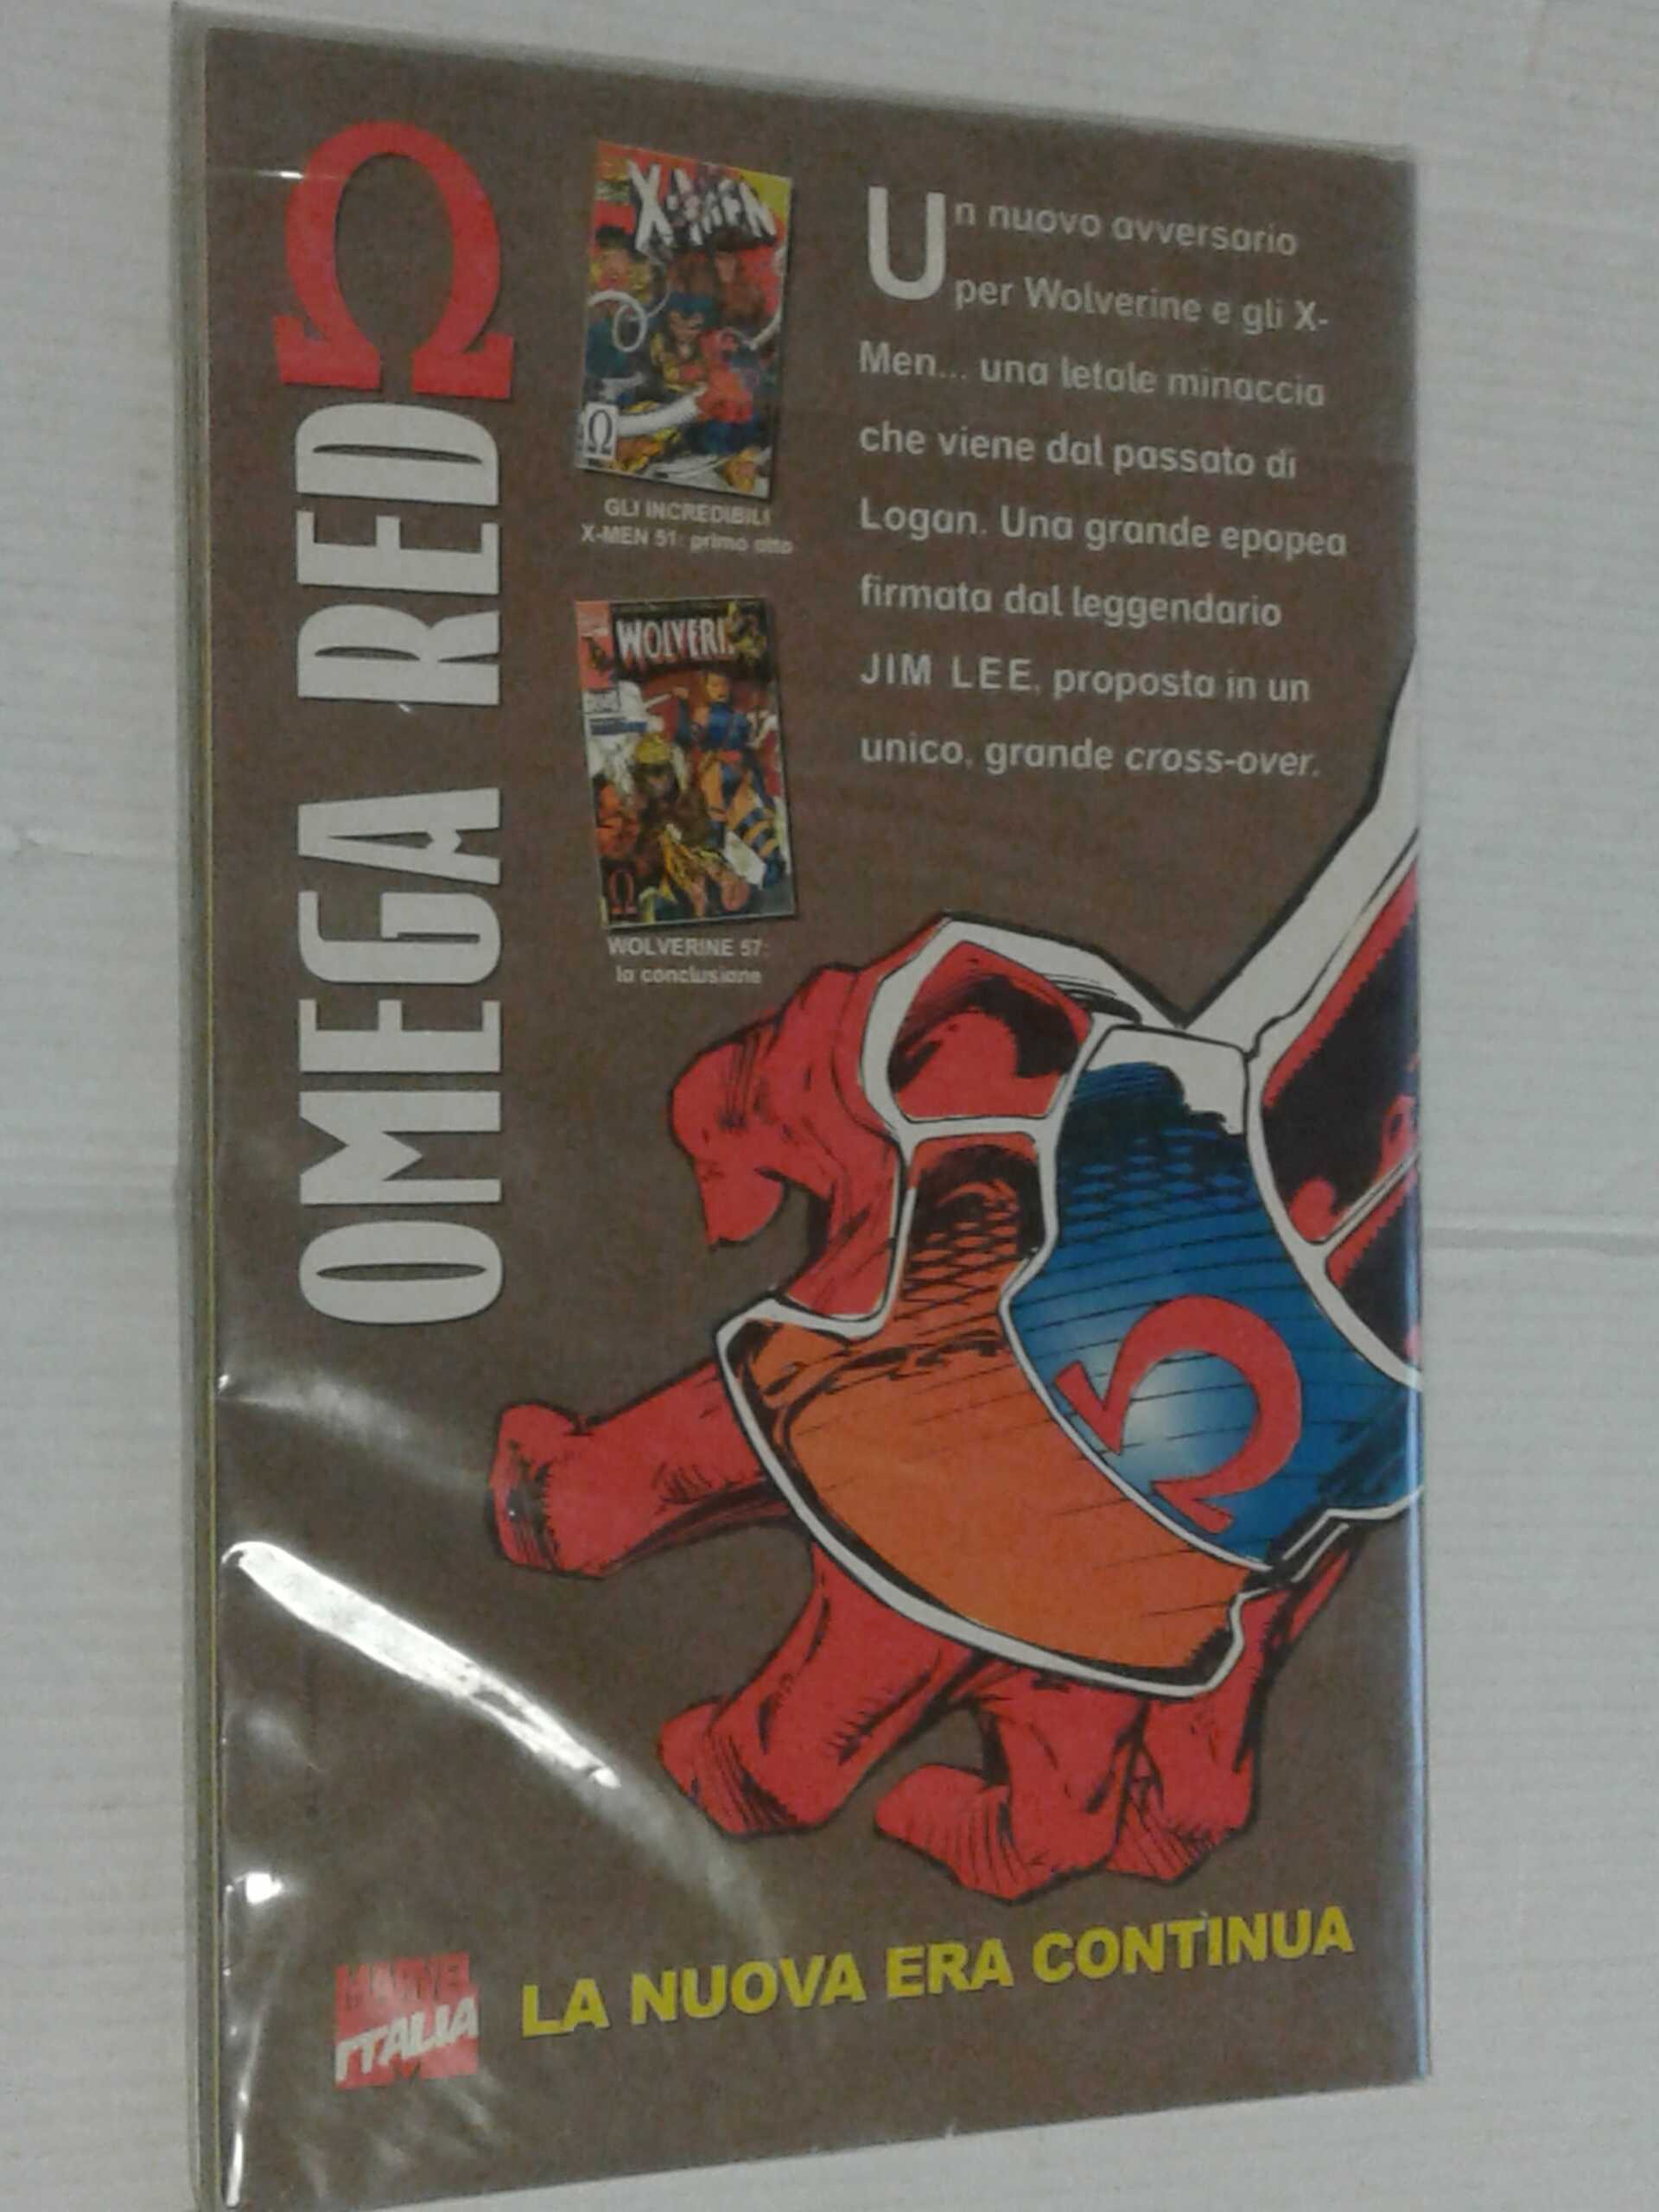 OMEGA RED Ω
X-MEN
Ω
GLI INCREDIBILI
X-MEN 51: primo atto
WOLVERI
Ω
WOLVERINE 57:
la conclusione
Un nuovo avversario
per Wolverine e gli X-
Men... una letale minaccia
che viene dal passato di
Logan. Una grande epopea
firmata dal leggendario
JIM LEE, proposta in un
unico, grande cross-over.
Ω
MARVEL
ITALIA
LA NUOVA ERA CONTINUA